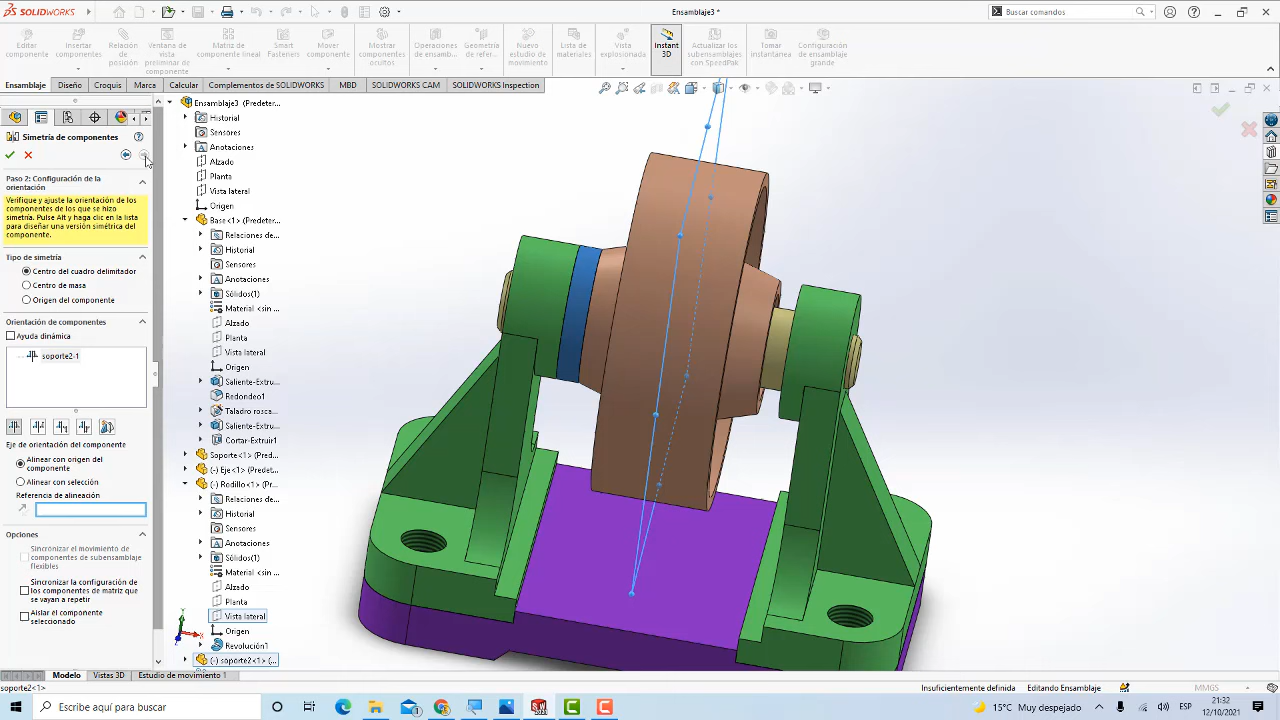 SOLIDWORKS
Ensamblaje3 *
Buscar comandos
Editar componente
Insertar componentes
Relación de posición
Ventana de vista preliminar de componente
Matriz de componente lineal
Smart Fasteners
Mover componente
Mostrar componentes ocultos
Operaciones de ensamb...
Geometría de refer...
Nuevo estudio de movimiento
Lista de materiales
Vista explosionada
Instant 3D
Actualizar los subensamblajes con SpeedPak
Tomar instantánea
Configuración de ensamblaje grande
Ensamblaje
Diseño
Croquis
Marca
Calcular
Complementos de SOLIDWORKS
MBD
SOLIDWORKS CAM
SOLIDWORKS Inspection
Simetría de componentes
Paso 2: Configuración de la
orientación
Verifique y ajuste la orientación de los
componentes de los que se hizo
simetría. Pulse Alt y haga clic en la lista
para diseñar una versión simétrica del
componente.
Tipo de simetría
Centro del cuadro delimitador
Centro de masa
Origen del componente
Orientación de componentes
Ayuda dinámica
soporte2-1
Eje de orientación del componente
Alinear con origen del
componente
Alinear con selección
Referencia de alineación
Opciones
Sincronizar el movimiento de
componentes de subensamblaje
flexibles
Sincronizar la configuración de
los componentes de matriz que
se vayan a repetir
Aislar el componente
seleccionado
Ensamblaje3 (Predeter...
Historial
Sensores
Anotaciones
Alzado
Planta
Vista lateral
Origen
Base<1> (Predeter...
Relaciones de...
Historial
Sensores
Anotaciones
Sólidos(1)
Material <sin ...
Alzado
Planta
Vista lateral
Origen
Saliente-Extru...
Redondeo1
Taladro rosca...
Saliente-Extru...
Cortar-Extruir1
Soporte<1> (Pred...
(-) Eje<1> (Predet...
(-) Rodillo<1> (Pr...
Relaciones de...
Historial
Sensores
Anotaciones
Sólidos(1)
Material <sin ...
Alzado
Planta
Vista lateral
Origen
Revolución1
(-) soporte2<1> (...
Y
X
Z
Modelo
Vistas 3D
Estudio de movimiento 1
soporte2<1>
Insuficientemente definida
Editando Ensamblaje
MMGS
Escribe aquí para buscar
15°C Muy despejado
ESP
21:32
12/10/2021